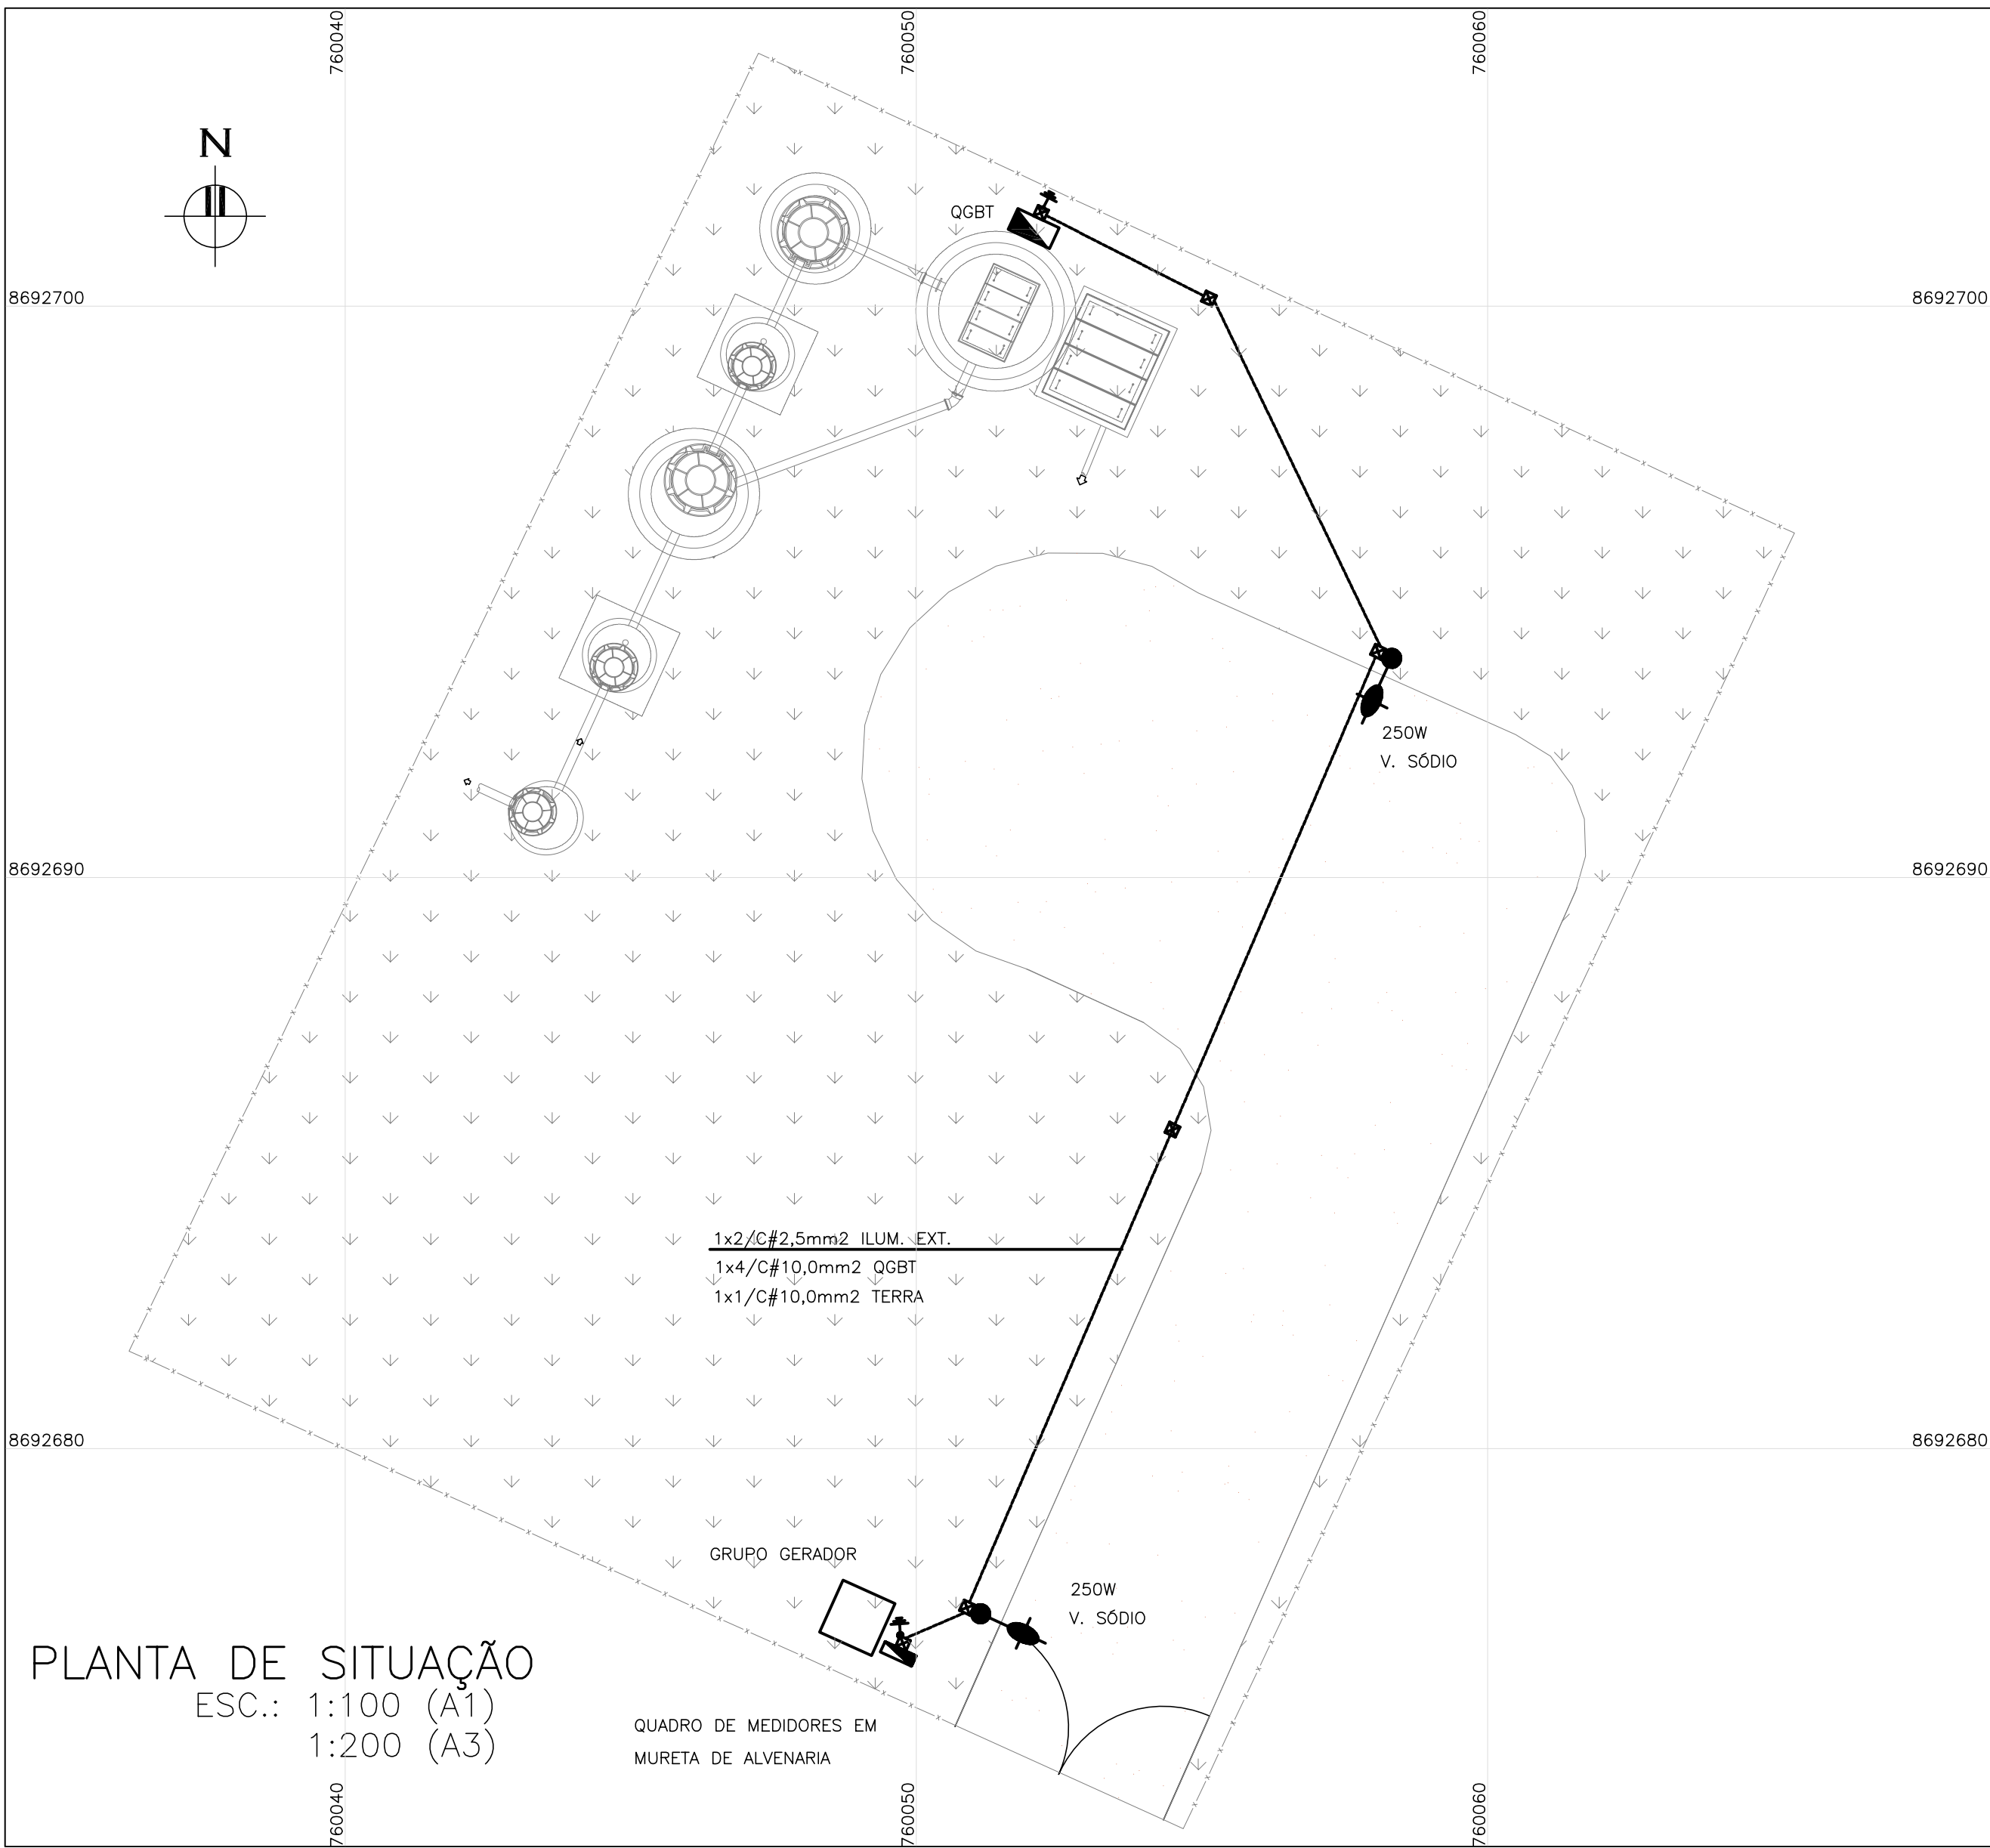 760040
760050
760060
N
QGBT
8692700
8692700
250W
V. SÓDIO
8692690
8692690
1x2/C#2,5mm2 ILUM. EXT.
1x4/C#10,0mm2 QGBT
1x1/C#10,0mm2 TERRA
8692680
8692680
GRUPO GERADOR
250W
V. SÓDIO
PLANTA DE SITUAÇÃO
ESC.: 1:100 (A1)
1:200 (A3)
QUADRO DE MEDIDORES EM
MURETA DE ALVENARIA
760040
760050
760060